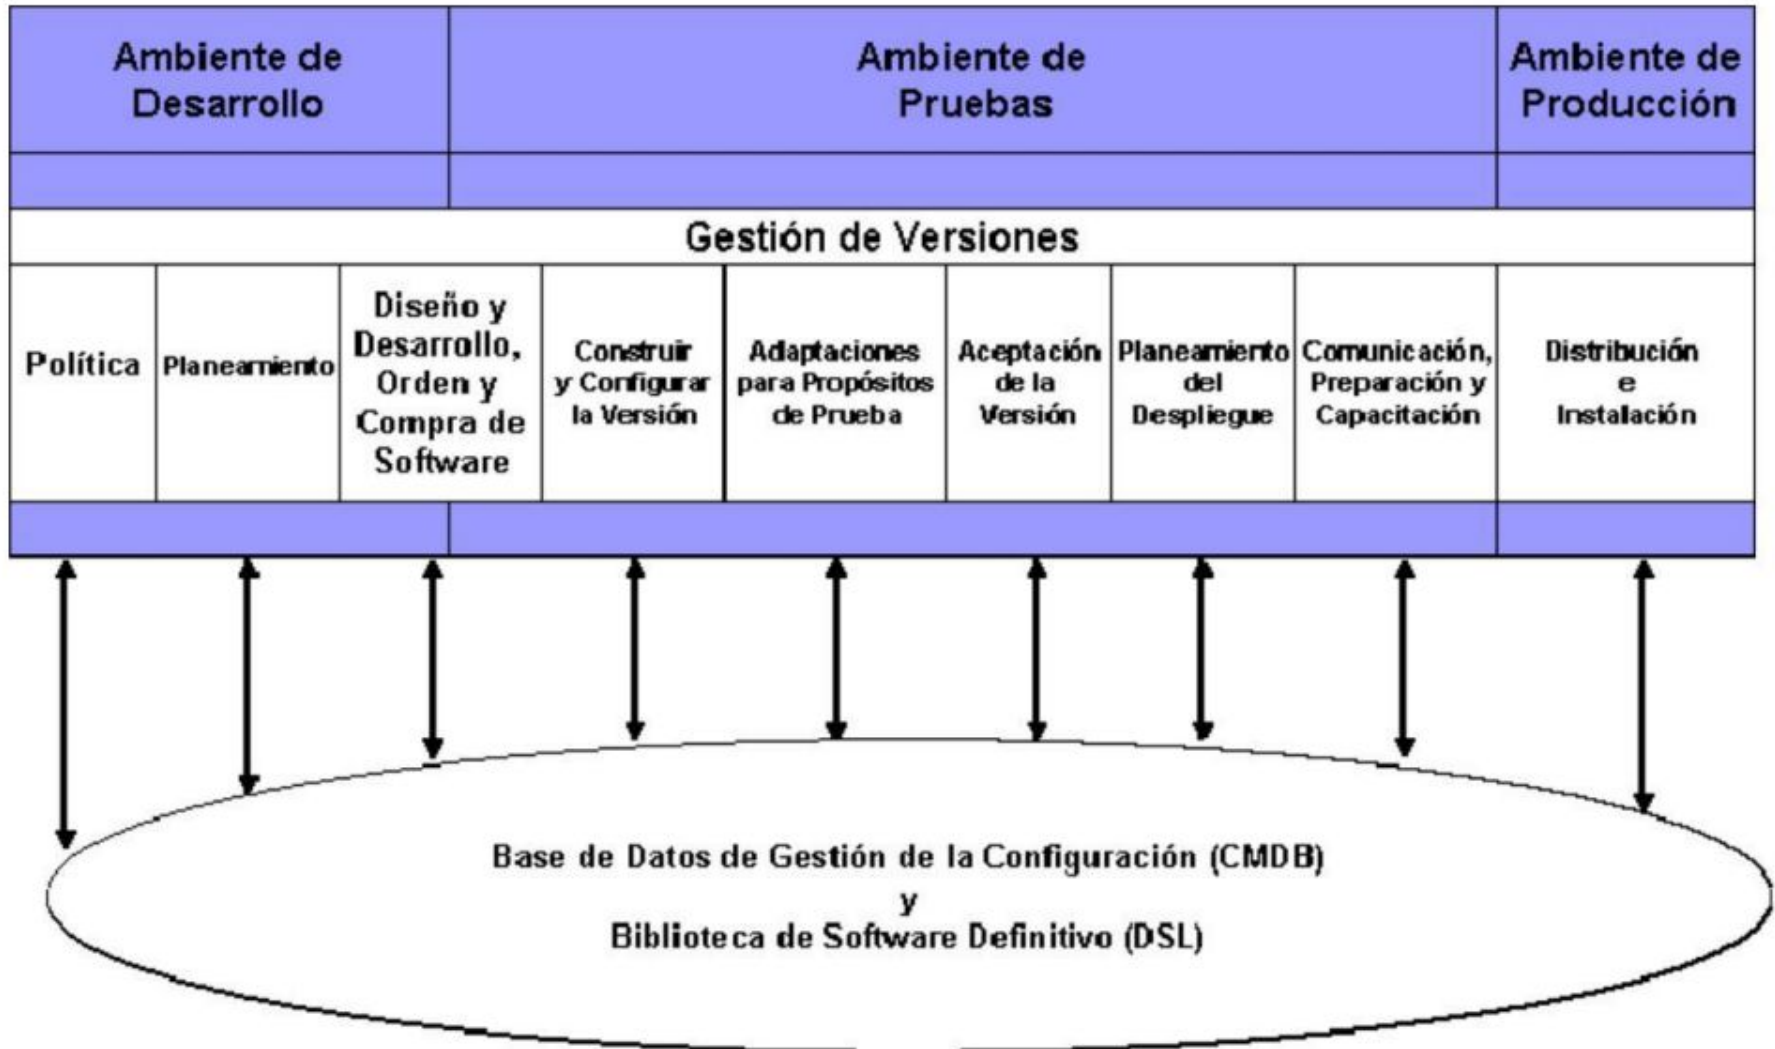 Ambiente de
Desarrollo
Ambiente de
Pruebas
Ambiente de
Producción
Gestión de Versiones
Política
Planeamiento
Diseño y
Desarrollo,
Orden y
Compra de
Software
Construir
y Configurar
la Versión
Adaptaciones
para Propósitos
de Prueba
Aceptación
de la
Versión
Planeamiento
del
Despliegue
Comunicación,
Preparación y
Capacitación
Distribución
e
Instalación
Base de Datos de Gestión de la Configuración (CMDB)
y
Biblioteca de Software Definitivo (DSL)